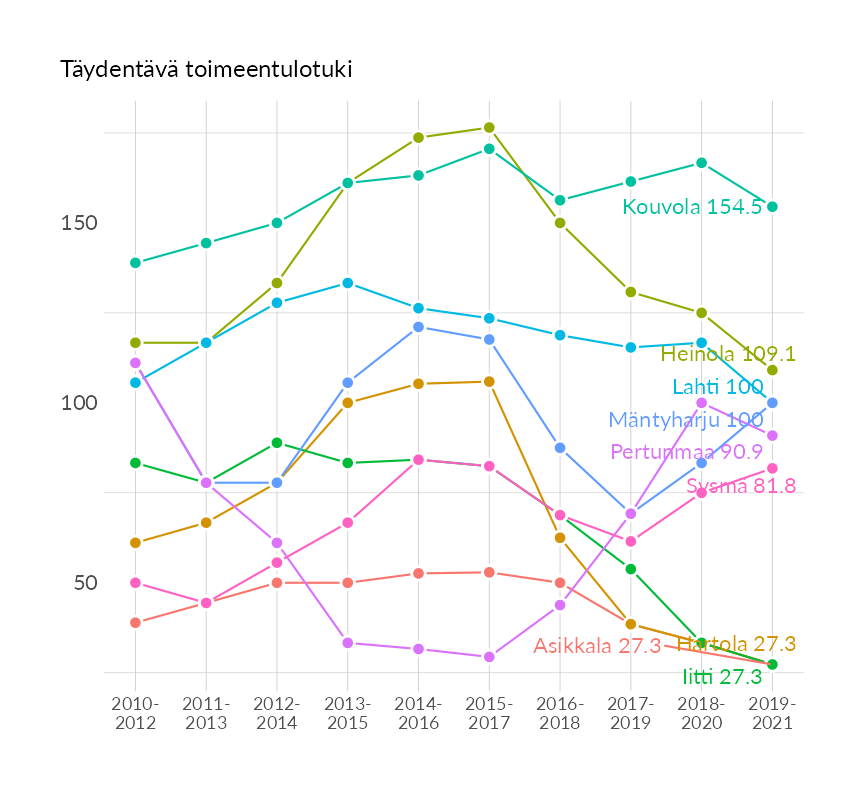 Täydentävä toimeentulotuki
150
100
50
Kouvola 154.5
Heinola 109.1
Lahti 100
Mäntyharju 100
Pertunmaa 90.9
Sysmä 81.8
Asikkala 27.3
Hartola 27.3
Iitti 27.3
2010- 2011- 2012- 2013- 2014- 2015- 2016- 2017- 2018- 2019-
2012 2013 2014 2015 2016 2017 2018 2019 2020 2021